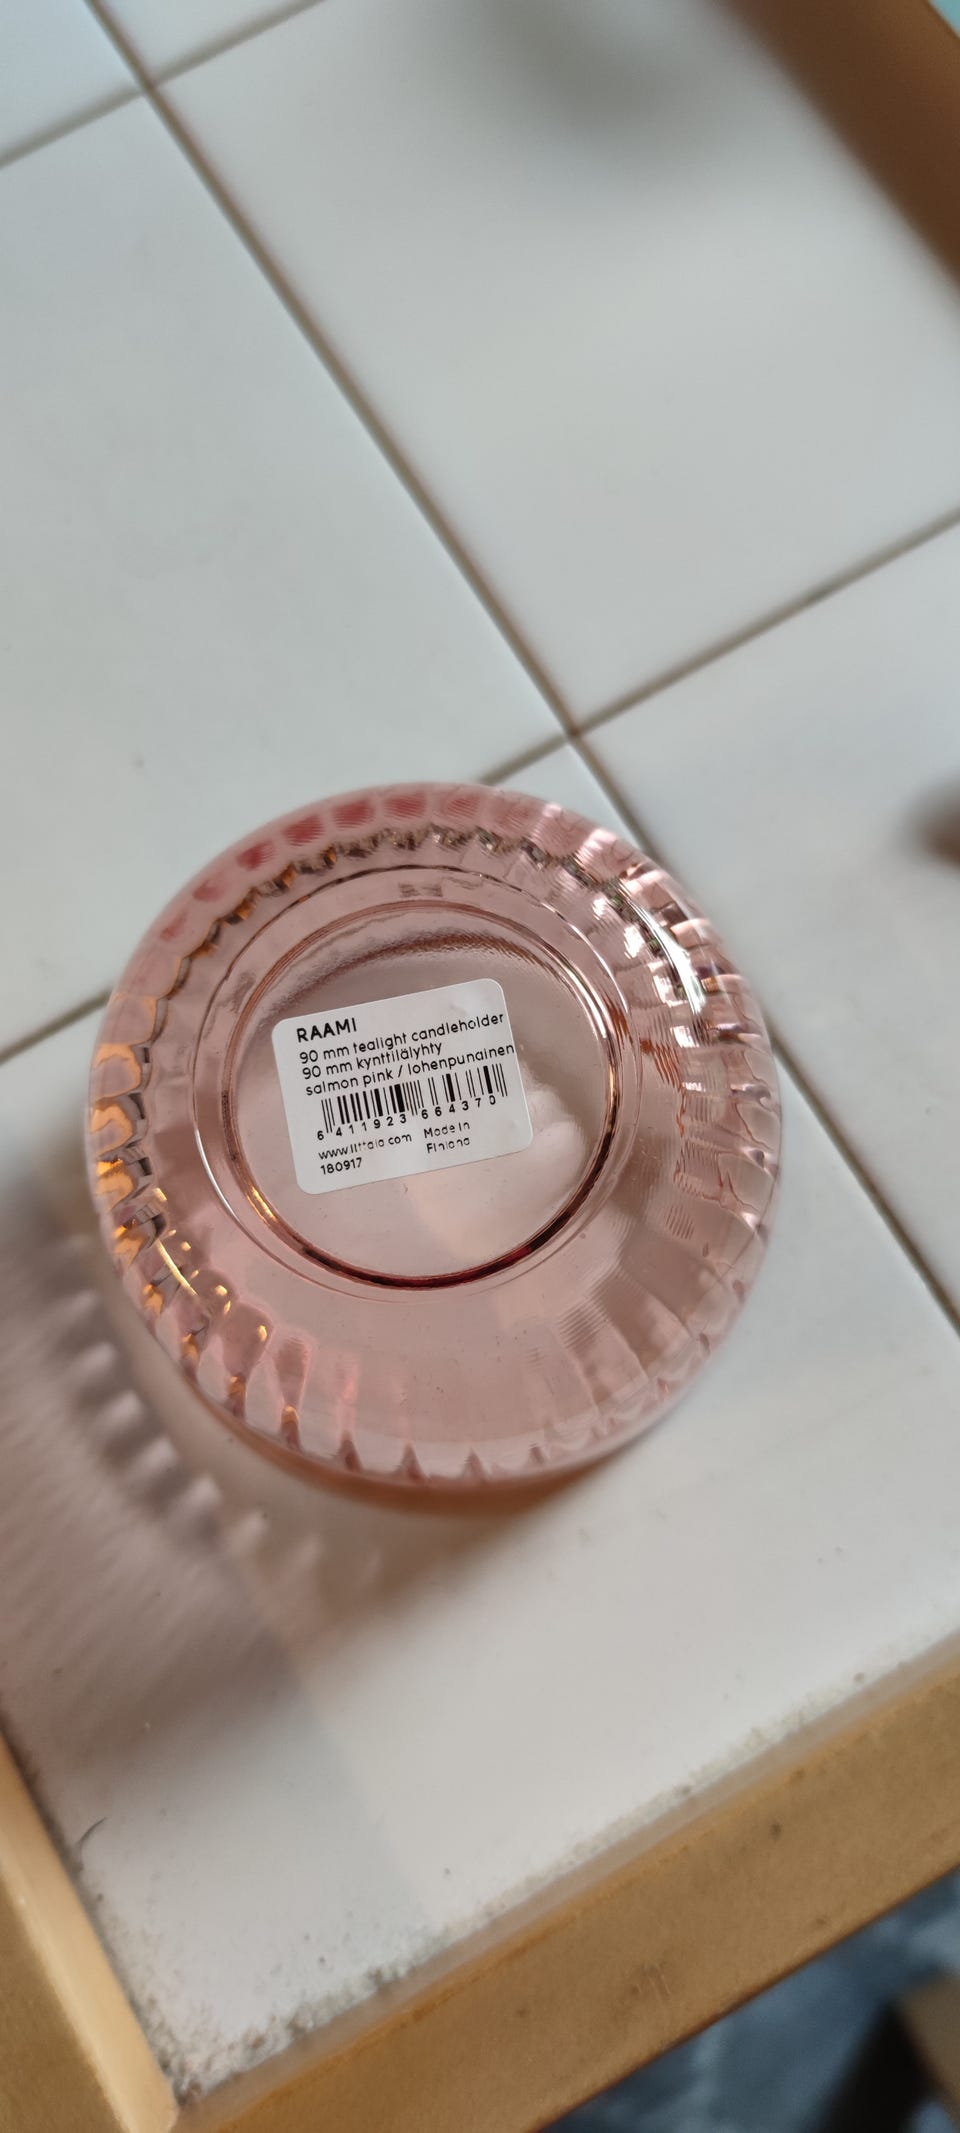 RAAMI
90 mm tealight candleholder
90 mm kynttilälyhty
salmon pink / lohenpunainen
6 411923 664370
www.iittala.com Made in
180917 Finland